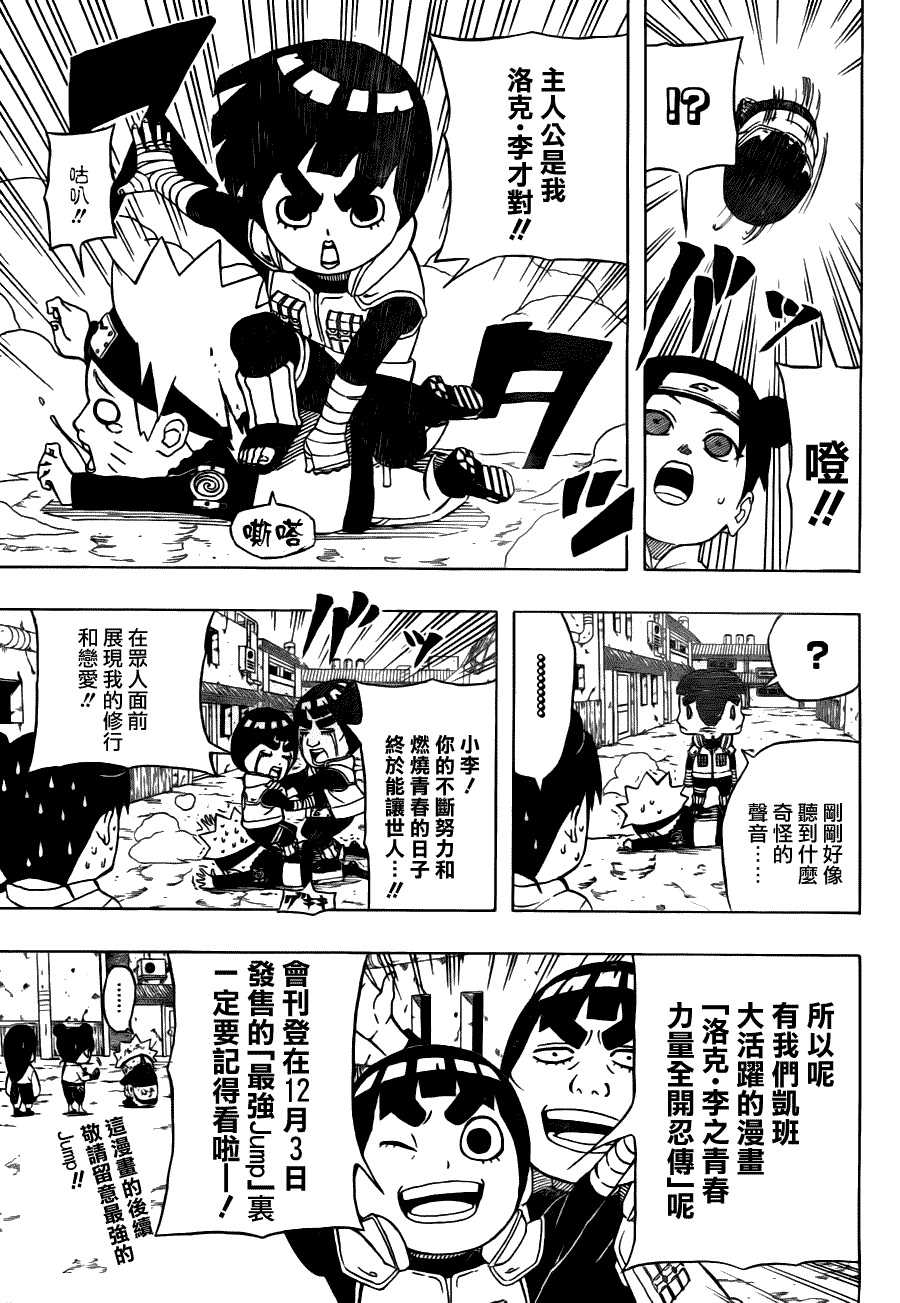 !?
噔!!
主人公是我
洛克·李才對!!
咕叭!!
嘶嗒
?
剛剛好像
聽到什麼
奇怪的
聲音……
………
小李!
你的不斷努力和
燃燒青春的日子
終於能讓世人…!!
在眾人面前
展現我的修行
和戀愛!!
グキキ
所以呢
有我們凱班
大活躍的漫畫
「洛克·李之青春
力量全開忍傳」呢
會刊登在12月3日
發售的「最強Jump」裏
一定要記得看啦—!
……
這漫畫的後續
敬請留意最強的
Jump!!